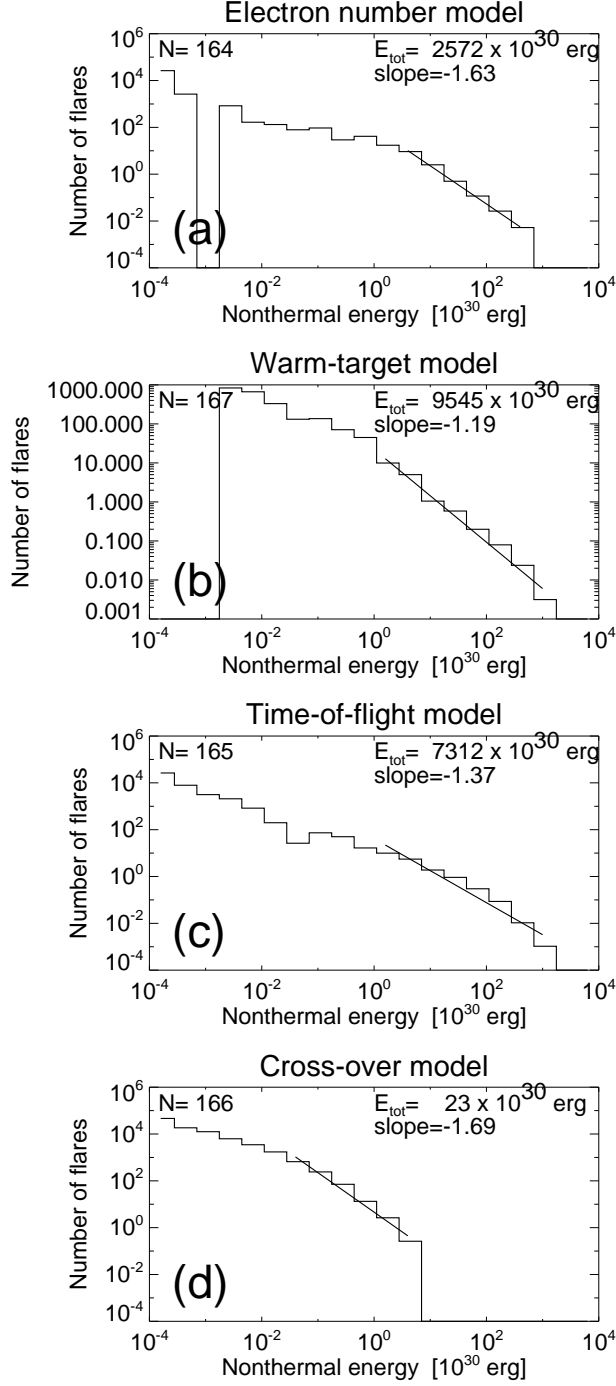 Electron number model
N= 164
E_tot= 2572 x 10^30 erg
slope=-1.63
10^6
10^4
10^2
10^0
10^-2
10^-4
Number of flares
(a)
10^-4 10^-2 10^0 10^2 10^4
Nonthermal energy [10^30 erg]
Warm-target model
N= 167
E_tot= 9545 x 10^30 erg
slope=-1.19
1000.000
100.000
10.000
1.000
0.100
0.010
0.001
Number of flares
(b)
10^-4 10^-2 10^0 10^2 10^4
Nonthermal energy [10^30 erg]
Time-of-flight model
N= 165
E_tot= 7312 x 10^30 erg
slope=-1.37
10^6
10^4
10^2
10^0
10^-2
10^-4
Number of flares
(c)
10^-4 10^-2 10^0 10^2 10^4
Nonthermal energy [10^30 erg]
Cross-over model
N= 166
E_tot= 23 x 10^30 erg
slope=-1.69
10^6
10^4
10^2
10^0
10^-2
10^-4
Number of flares
(d)
10^-4 10^-2 10^0 10^2 10^4
Nonthermal energy [10^30 erg]